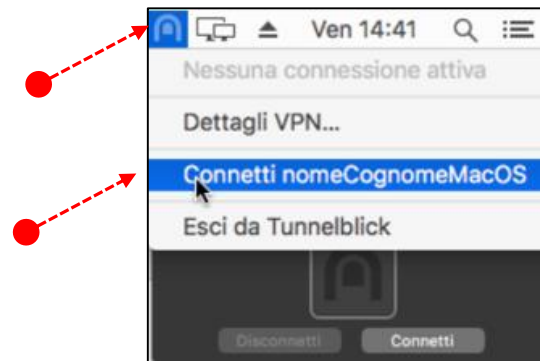 Ven 14:41
Nessuna connessione attiva
Dettagli VPN...
Connetti nomeCognomeMacOS
Esci da Tunnelblick
Disconnetti Connetti